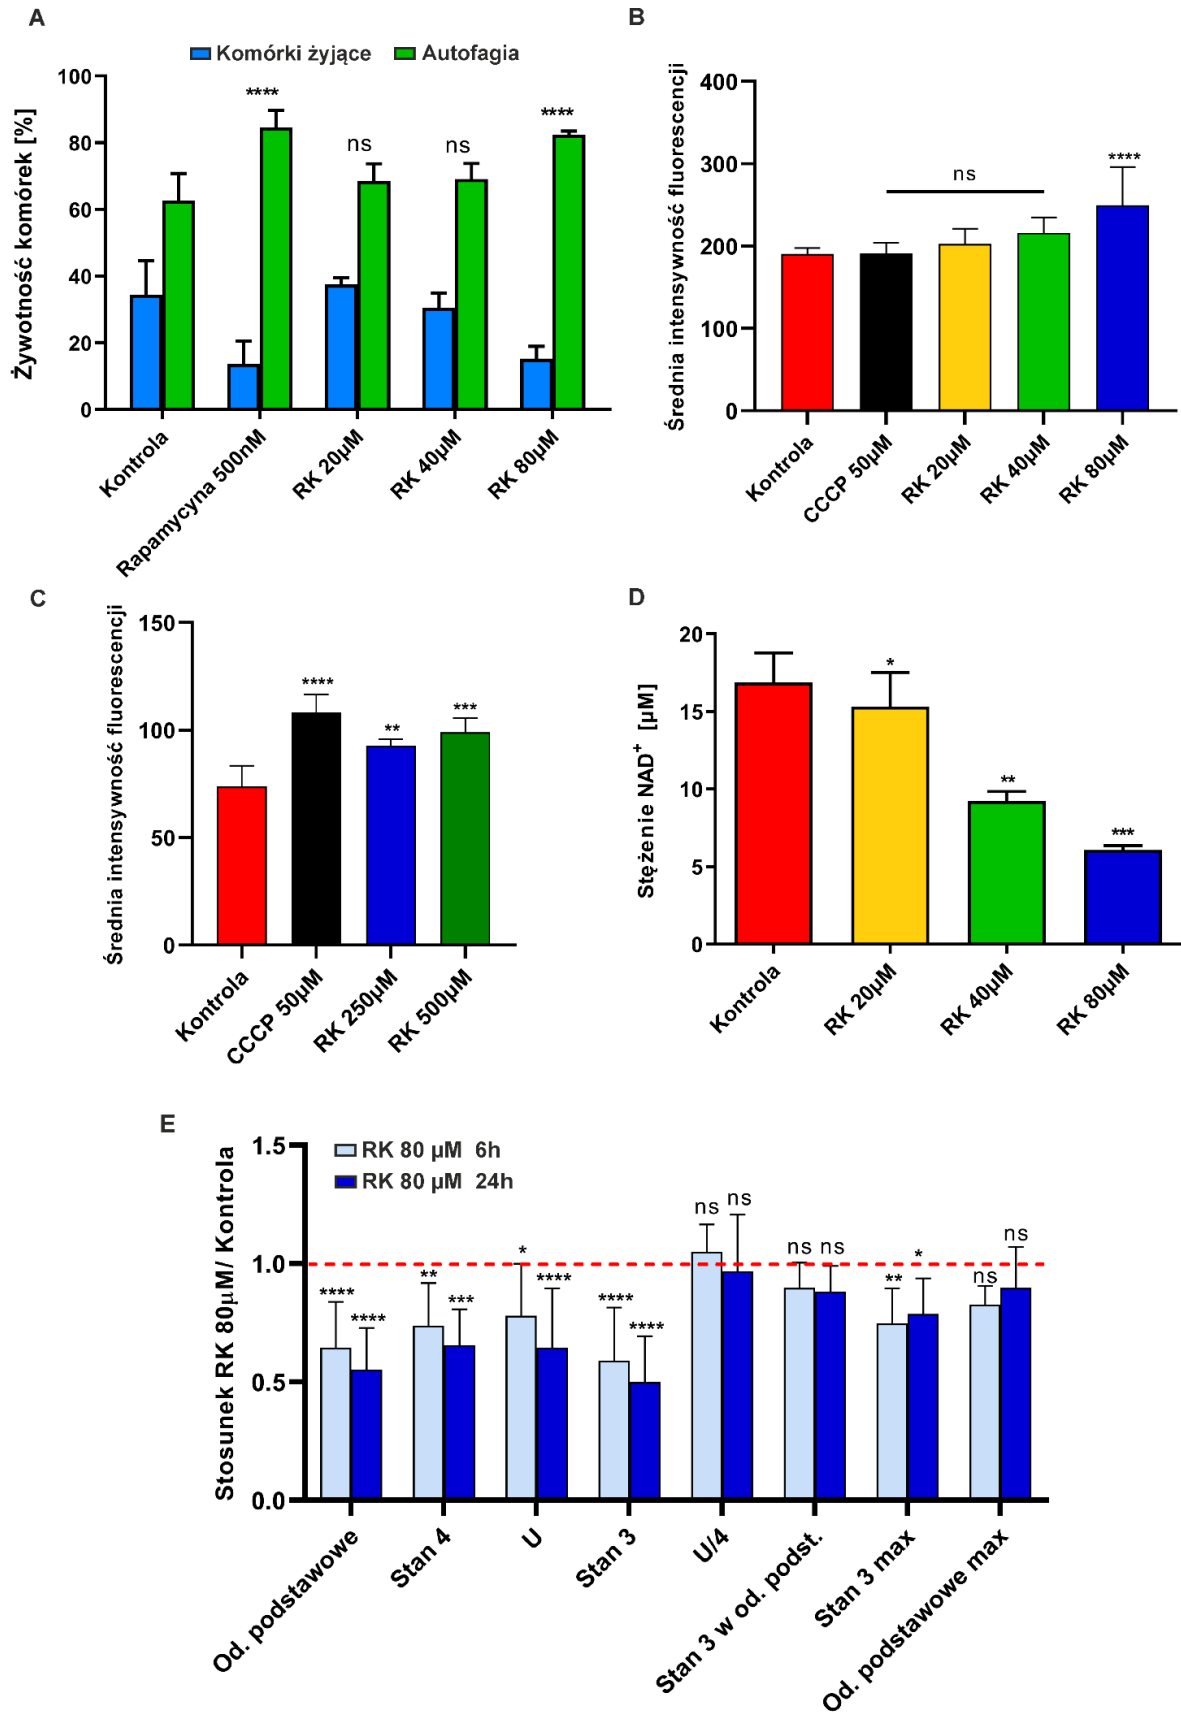 A
Komórki żyjące
Autofagia
Żywotność komórek [%]
100
80
60
40
20
0
****
ns
ns
****
Kontrola
Rapamycyna 500nM
RK 20µM
RK 40µM
RK 80µM
B
Średnia intensywność fluorescencji
400
300
200
100
0
ns
****
Kontrola
CCCP 50µM
RK 20µM
RK 40µM
RK 80µM
C
Średnia intensywność fluorescencji
150
100
50
0
****
**
***
Kontrola
CCCP 50µM
RK 250µM
RK 500µM
D
Stężenie NAD⁺ [µM]
20
15
10
5
0
*
**
***
Kontrola
RK 20µM
RK 40µM
RK 80µM
E
RK 80 µM 6h
RK 80 µM 24h
Stosunek RK 80µM/ Kontrola
1.5
1.0
0.5
0.0
****
****
**
***
*
****
****
****
ns
ns
ns
ns
**
*
ns
ns
Od. podstawowe
Stan 4
U
Stan 3
U/4
Stan 3 w od. podst.
Stan 3 max
Od. podstawowe max